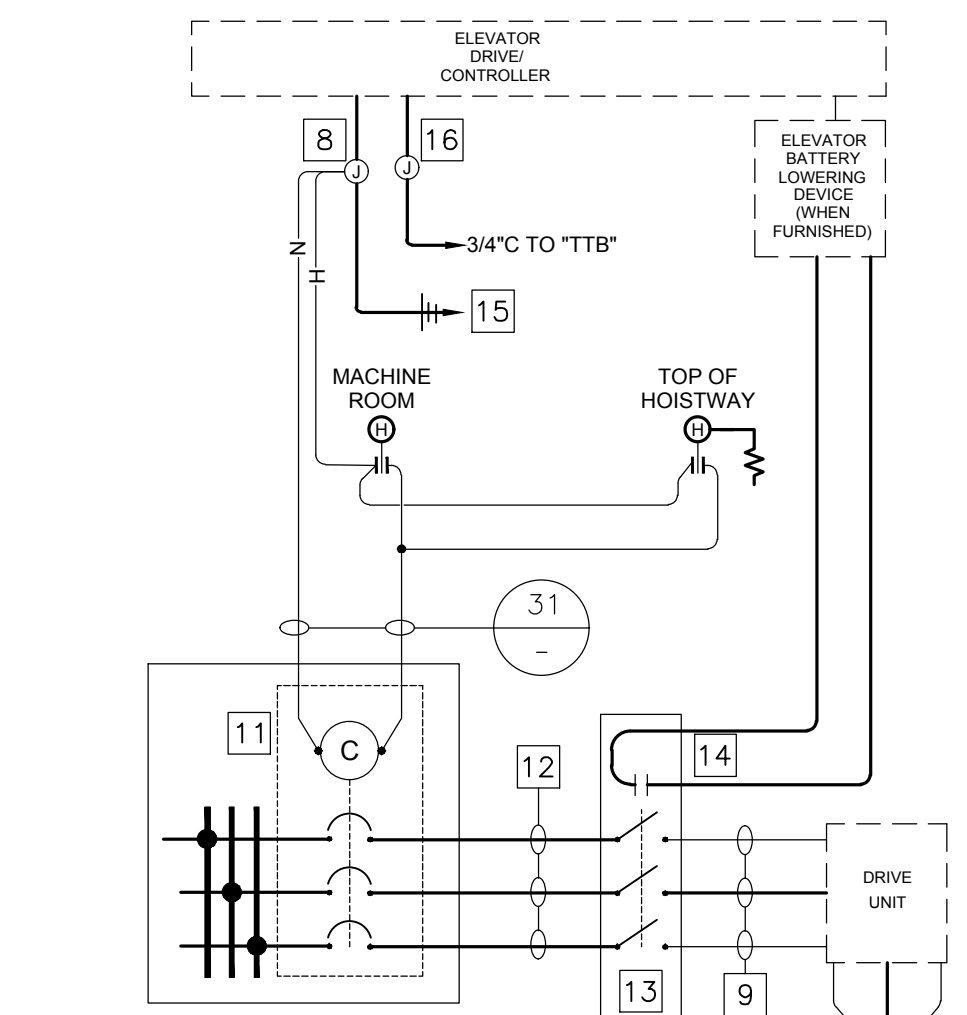 ELEVATOR
DRIVE/
CONTROLLER
8
16
J
J
ELEVATOR
BATTERY
LOWERING
DEVICE
(WHEN
FURNISHED)
N
H
3/4"C TO "TTB"
15
MACHINE
ROOM
H
TOP OF
HOISTWAY
H
31
-
11
C
12
14
DRIVE
UNIT
13
9